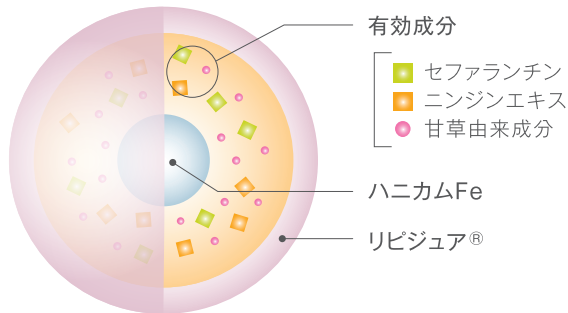 有効成分
セファランチン
ニンジンエキス
甘草由来成分
ハニカムFe
リピジュア®